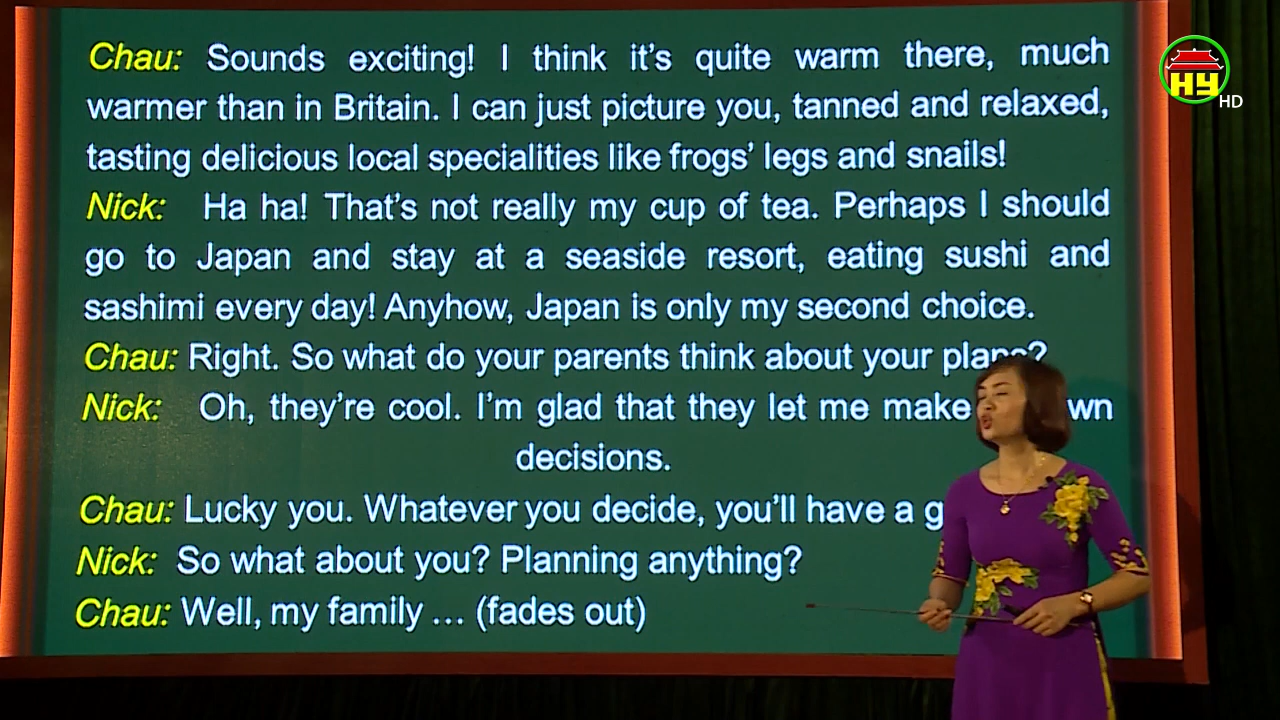 Chau: Sounds exciting! I think it's quite warm there, much
warmer than in Britain. I can just picture you, tanned and relaxed,
tasting delicious local specialities like frogs' legs and snails!
Nick: Ha ha! That's not really my cup of tea. Perhaps I should
go to Japan and stay at a seaside resort, eating sushi and
sashimi every day! Anyhow, Japan is only my second choice.
Chau: Right. So what do your parents think about your plans?
Nick: Oh, they're cool. I'm glad that they let me make
decisions.
Chau: Lucky you. Whatever you decide, you'll have a
Nick: So what about you? Planning anything?
Chau: Well, my family … (fades out)
HY
HD